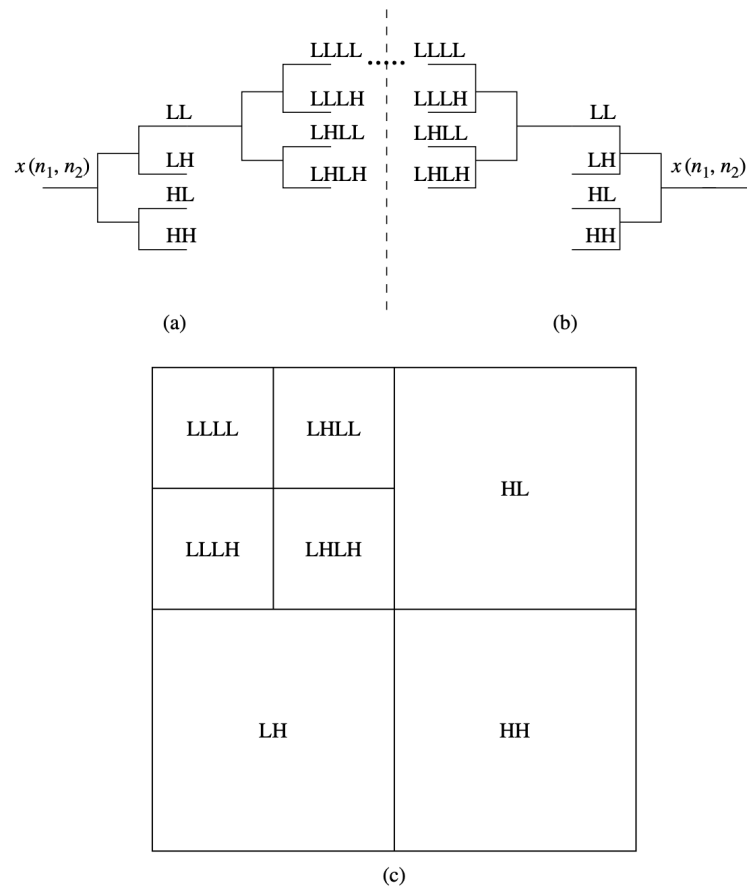 LLLL ..... LLLL
LL LLLH LLLH LL
LHLL LHLL
x(n₁, n₂) LH LHLH LHLH LH x(n₁, n₂)
HL HL
HH HH
(a) (b)
LLLL LHLL
HL
LLLH LHLH
LH HH
(c)